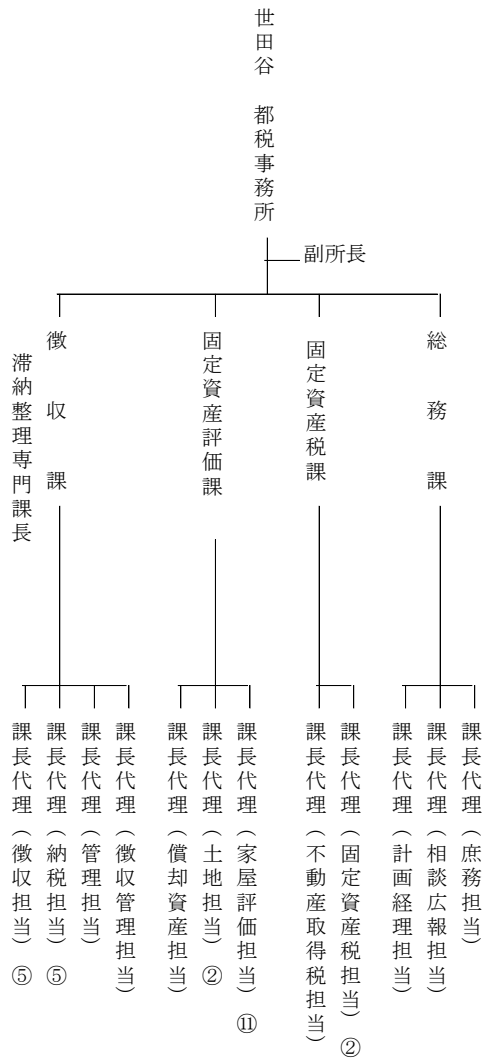 世田谷　都税事務所
副所長
総務課
固定資産税課
固定資産評価課
徴収課
滞納整理専門課長
課長代理（庶務担当）
課長代理（相談広報担当）
課長代理（計画経理担当）
課長代理（固定資産税担当）②
課長代理（不動産取得税担当）
課長代理（家屋評価担当）⑪
課長代理（土地担当）②
課長代理（償却資産担当）
課長代理（徴収管理担当）
課長代理（管理担当）
課長代理（納税担当）⑤
課長代理（徴収担当）⑤